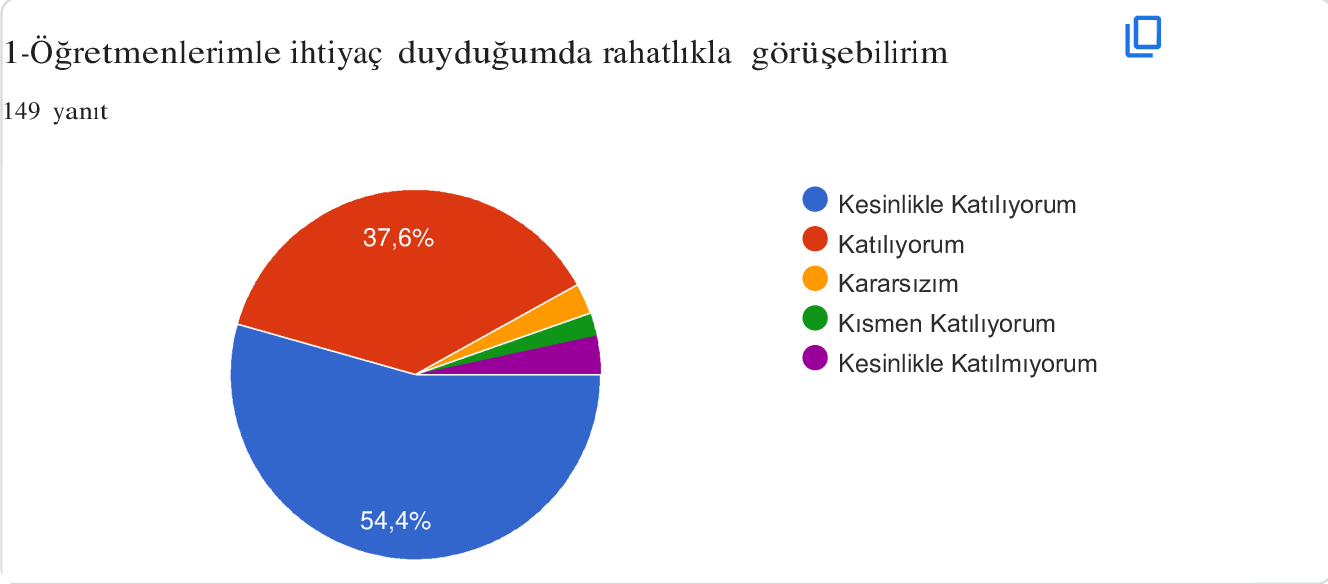 1-Öğretmenlerimle ihtiyaç duyduğumda rahatlıkla görüşebilirim
149 yanıt
37,6%
54,4%
Kesinlikle Katılıyorum
Katılıyorum
Kararsızım
Kısmen Katılıyorum
Kesinlikle Katılmıyorum